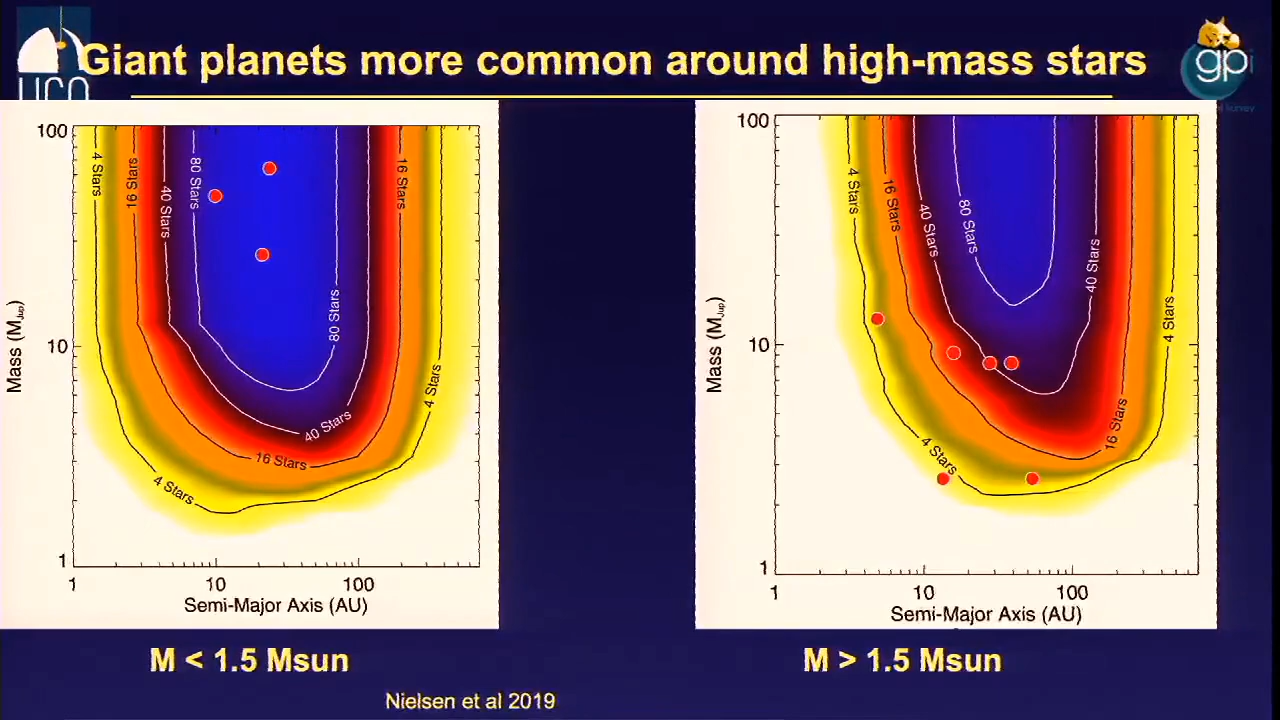 Giant planets more common around high-mass stars
UCO
gpi
100
10
1
Mass (MJup)
4 Stars
16 Stars
40 Stars
80 Stars
16 Stars
80 Stars
4 Stars
40 Stars
16 Stars
4 Stars
1
10
100
Semi-Major Axis (AU)
100
10
1
Mass (MJup)
4 Stars
16 Stars
40 Stars
80 Stars
40 Stars
4 Stars
16 Stars
4 Stars
1
10
100
Semi-Major Axis (AU)
M < 1.5 Msun
M > 1.5 Msun
Nielsen et al 2019